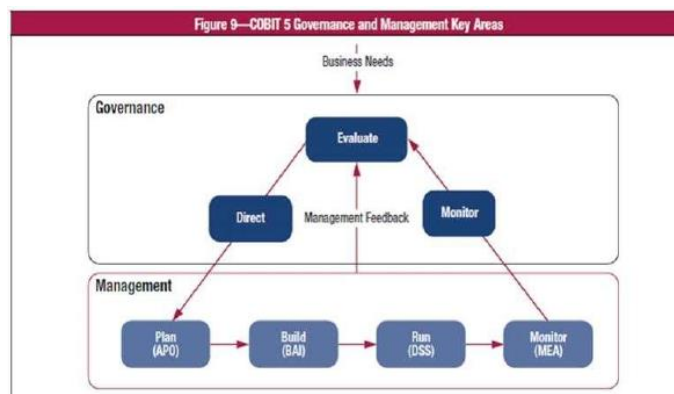 Figure 9—COBIT 5 Governance and Management Key Areas
Business Needs
Governance
Evaluate
Direct
Management Feedback
Monitor
Management
Plan
(APO)
Build
(BAI)
Run
(DSS)
Monitor
(MEA)